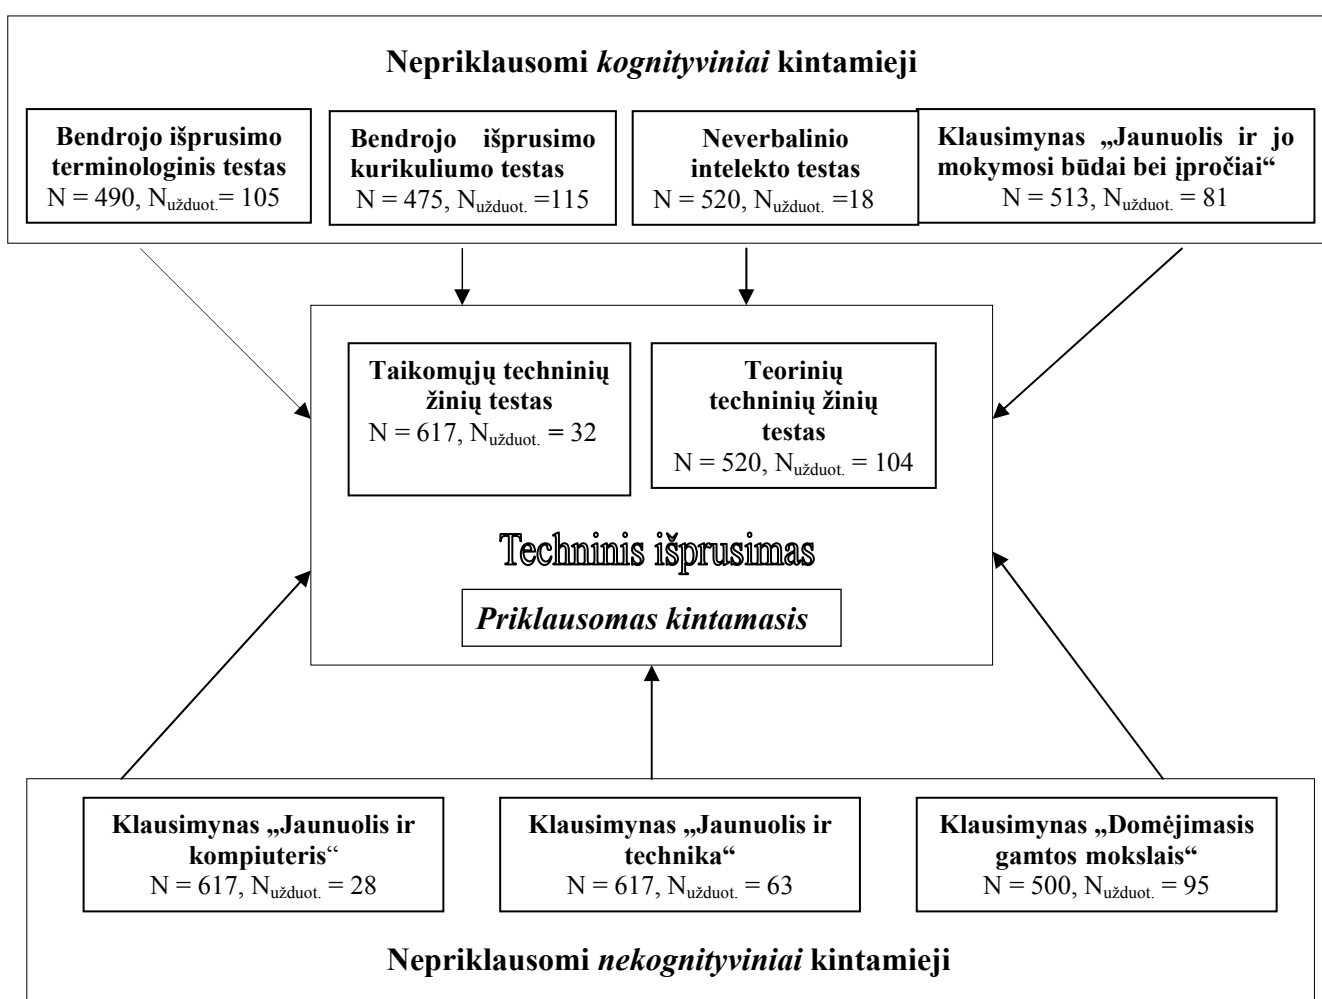 Nepriklausomi kognityviniai kintamieji
Bendrojo išprusimo
terminologinis testas
N = 490, Nužduot.= 105
Bendrojo išprusimo
kurikuliumo testas
N = 475, Nužduot. =115
Neverbalinio
intelekto testas
N = 520, Nužduot. =18
Klausimynas „Jaunuolis ir jo
mokymosi būdai bei įpročiai“
N = 513, Nužduot. = 81
Taikomųjų techninių
žinių testas
N = 617, Nužduot. = 32
Teorinių
techninių žinių
testas
N = 520, Nužduot. = 104
Techninis išprusimas
Priklausomas kintamasis
Klausimynas „Jaunuolis ir
kompiuteris“
N = 617, Nužduot. = 28
Klausimynas „Jaunuolis ir
technika“
N = 617, Nužduot. = 63
Klausimynas „Domėjimasis
gamtos mokslais“
N = 500, Nužduot. = 95
Nepriklausomi nekognityviniai kintamieji